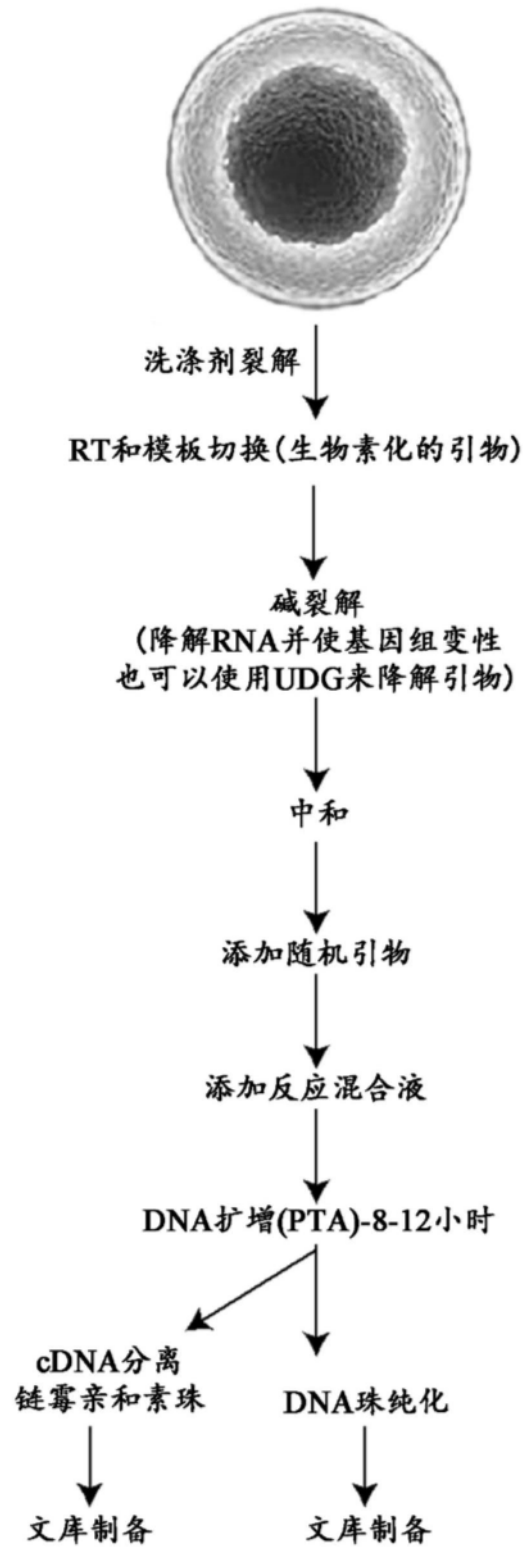 洗涤剂裂解
RT和模板切换(生物素化的引物)
碱裂解
(降解RNA并使基因组变性
也可以使用UDG来降解引物)
中和
添加随机引物
添加反应混合液
DNA扩增(PTA)-8-12小时
cDNA分离
链霉亲和素珠
DNA珠纯化
文库制备
文库制备